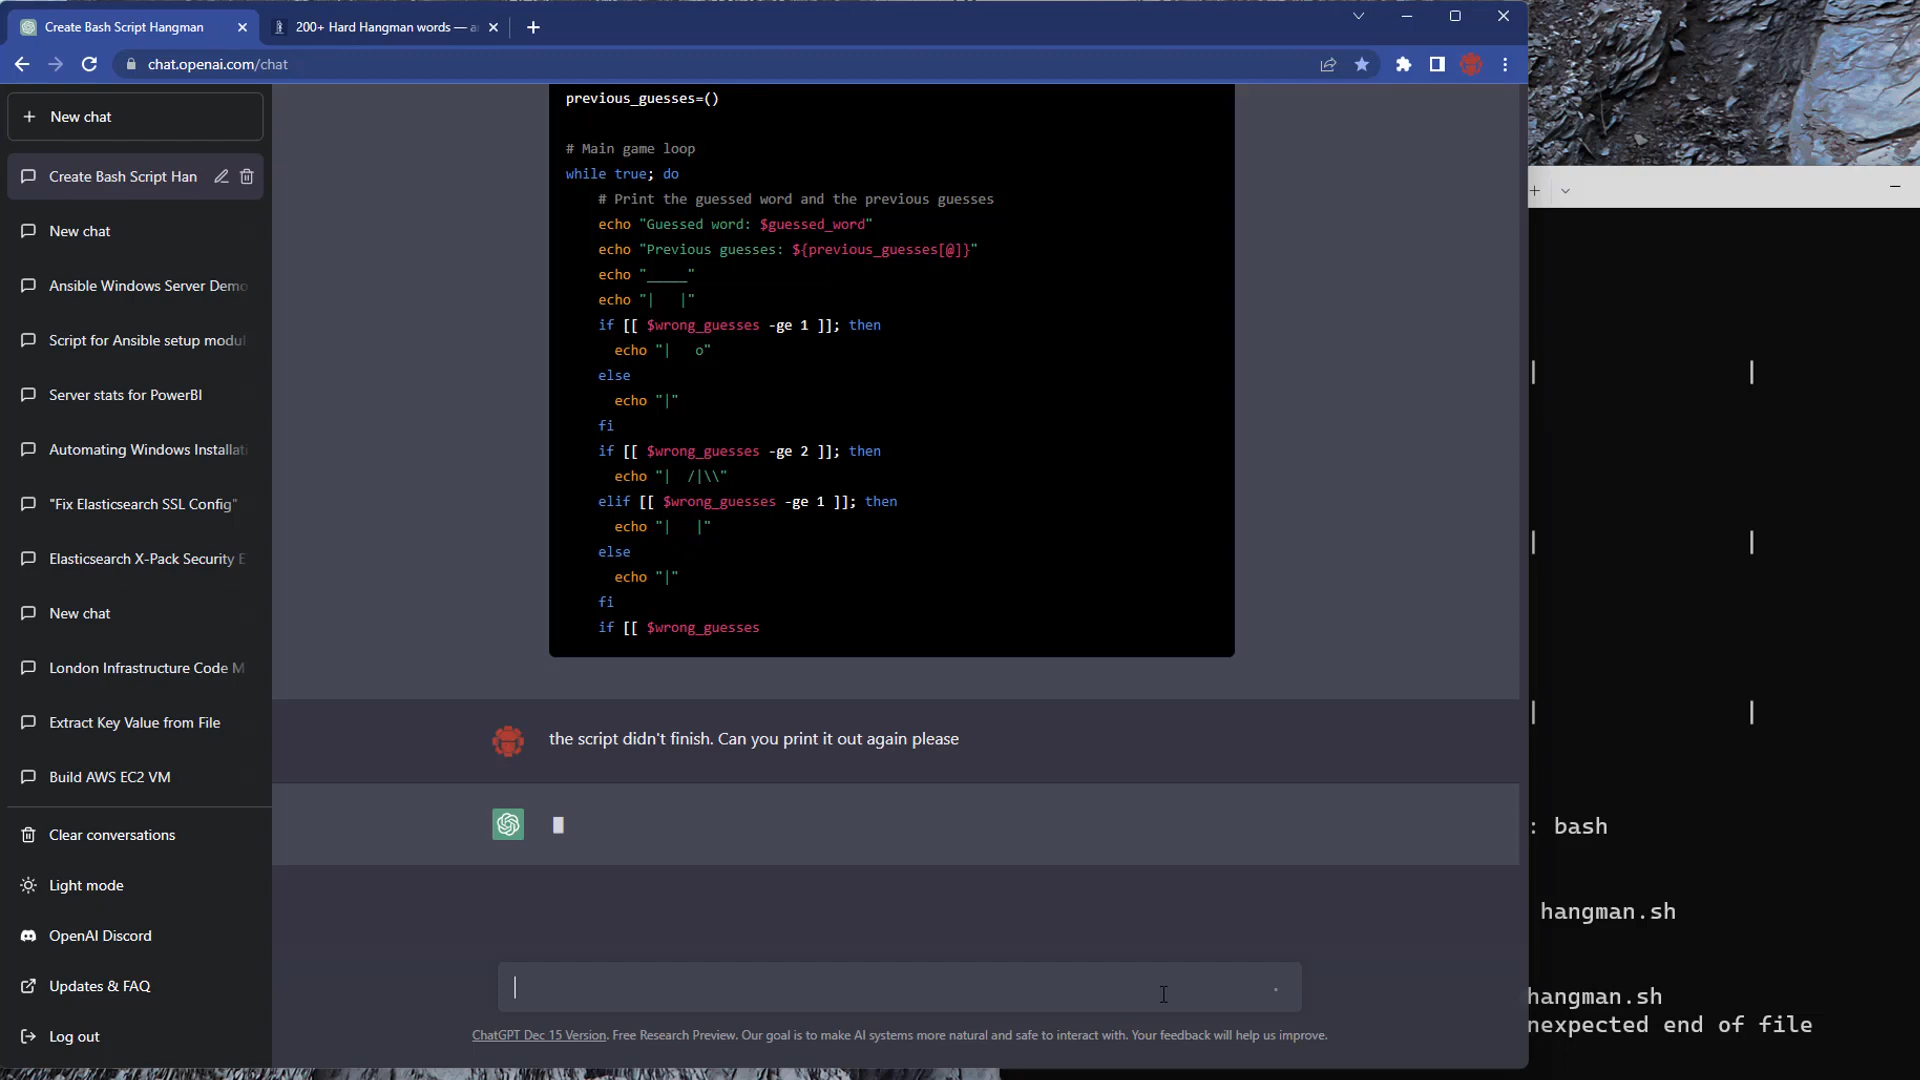 Create Bash Script Hangman
200+ Hard Hangman words — a
chat.openai.com/chat
New chat
Create Bash Script Han
New chat
Ansible Windows Server Demo
Script for Ansible setup modul
Server stats for PowerBI
Automating Windows Installati
"Fix Elasticsearch SSL Config"
Elasticsearch X-Pack Security E
New chat
London Infrastructure Code M
Extract Key Value from File
Build AWS EC2 VM
Clear conversations
Light mode
OpenAI Discord
Updates & FAQ
Log out
previous_guesses=()
# Main game loop
while true; do
# Print the guessed word and the previous guesses
echo "Guessed word: $guessed_word"
echo "Previous guesses: ${previous_guesses[@]}"
echo "_____"
echo "|   |"
if [[ $wrong_guesses -ge 1 ]]; then
echo "|   o"
else
echo "|"
fi
if [[ $wrong_guesses -ge 2 ]]; then
echo "|  /|\\"
elif [[ $wrong_guesses -ge 1 ]]; then
echo "|   |"
else
echo "|"
fi
if [[ $wrong_guesses
the script didn't finish. Can you print it out again please
ChatGPT Dec 15 Version. Free Research Preview. Our goal is to make AI systems more natural and safe to interact with. Your feedback will help us improve.
| |
| |
| |
: bash
hangman.sh
hangman.sh
nexpected end of file